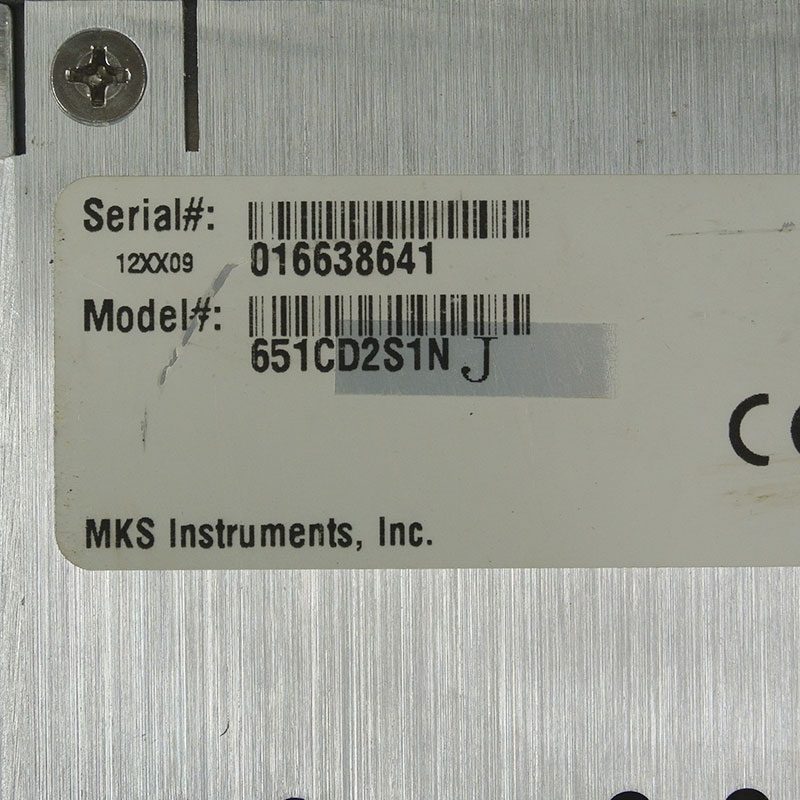 Serial#:
12XX09
016638641
Model#:
651CD2S1N J
CE
MKS Instruments, Inc.